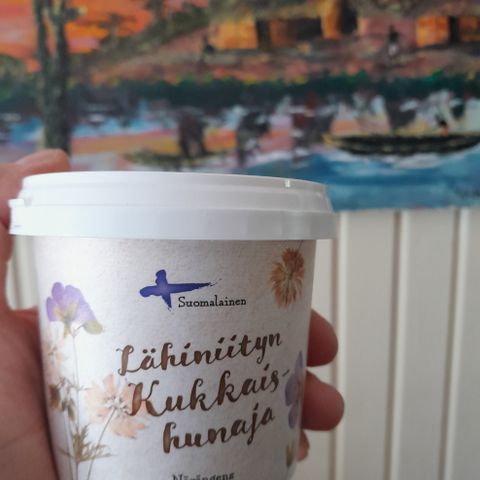 Suomalainen
Lähiniityn
Kukkais-
hunaja